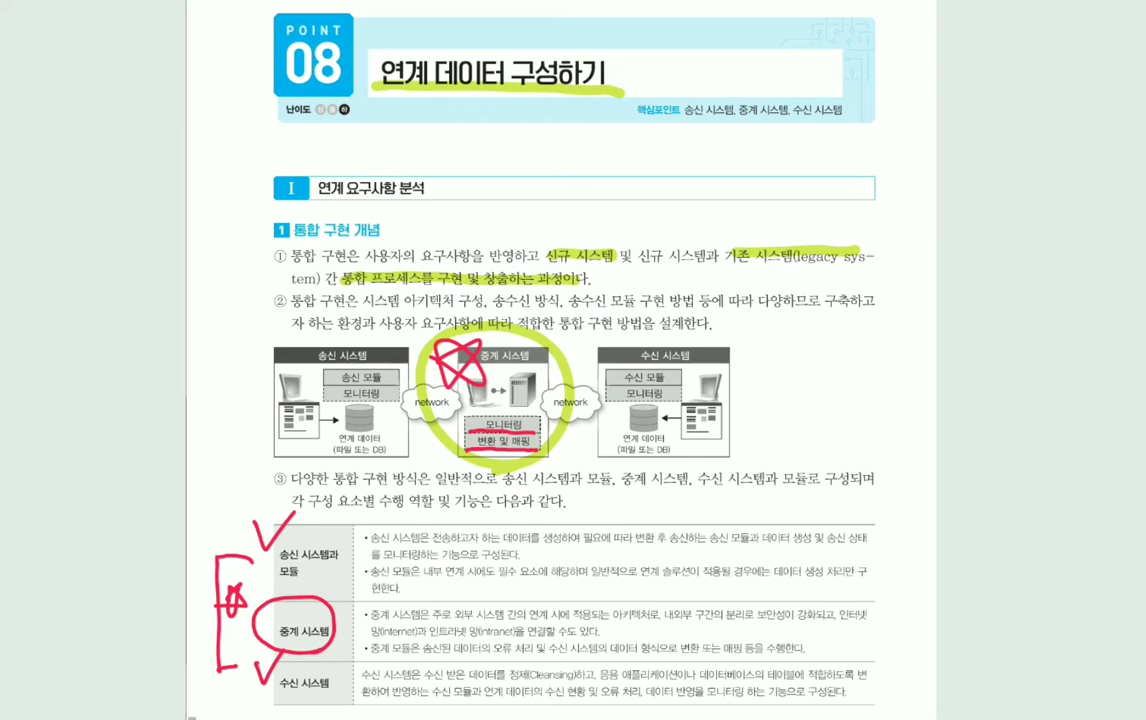 POINT
08
연계 데이터 구성하기
난이도 상 중 하
핵심포인트 송신 시스템, 중계 시스템, 수신 시스템
I 연계 요구사항 분석
1 통합 구현 개념
① 통합 구현은 사용자의 요구사항을 반영하고 신규 시스템 및 신규 시스템과 기존 시스템(legacy sys-
tem) 간 통합 프로세스를 구현 및 창출하는 과정이다.
② 통합 구현은 시스템 아키텍처 구성, 송수신 방식, 송수신 모듈 구현 방법 등에 따라 다양하므로 구축하고
자 하는 환경과 사용자 요구사항에 따라 적합한 통합 구현 방법을 설계한다.
송신 시스템
송신 모듈
모니터링
연계 데이터
(파일 또는 DB)
network
중계 시스템
모니터링
변환 및 매핑
network
수신 시스템
수신 모듈
모니터링
연계 데이터
(파일 또는 DB)
③ 다양한 통합 구현 방식은 일반적으로 송신 시스템과 모듈, 중계 시스템, 수신 시스템과 모듈로 구성되며
각 구성 요소별 수행 역할 및 기능은 다음과 같다.
송신 시스템과
모듈
• 송신 시스템은 전송하고자 하는 데이터를 생성하여 필요에 따라 변환 후 송신하는 송신 모듈과 데이터 생성 및 송신 상태
를 모니터링하는 기능으로 구성된다.
• 송신 모듈은 내부 연계 시에도 필수 요소에 해당하며 일반적으로 연계 솔루션이 적용될 경우에는 데이터 생성 처리만 구
현한다.
중계 시스템
• 중계 시스템은 주로 외부 시스템 간의 연계 시에 적용되는 아키텍처로, 내외부 구간의 분리로 보안성이 강화되고, 인터넷
망(Internet)과 인트라넷 망(Intranet)을 연결할 수도 있다.
• 중계 모듈은 송신된 데이터의 오류 처리 및 수신 시스템의 데이터 형식으로 변환 또는 매핑 등을 수행한다.
수신 시스템
수신 시스템은 수신 받은 데이터를 정제(Cleansing)하고, 응용 애플리케이션이나 데이터베이스의 테이블에 적합하도록 변
환하여 반영하는 수신 모듈과 연계 데이터의 수신 현황 및 오류 처리, 데이터 반영을 모니터링 하는 기능으로 구성된다.